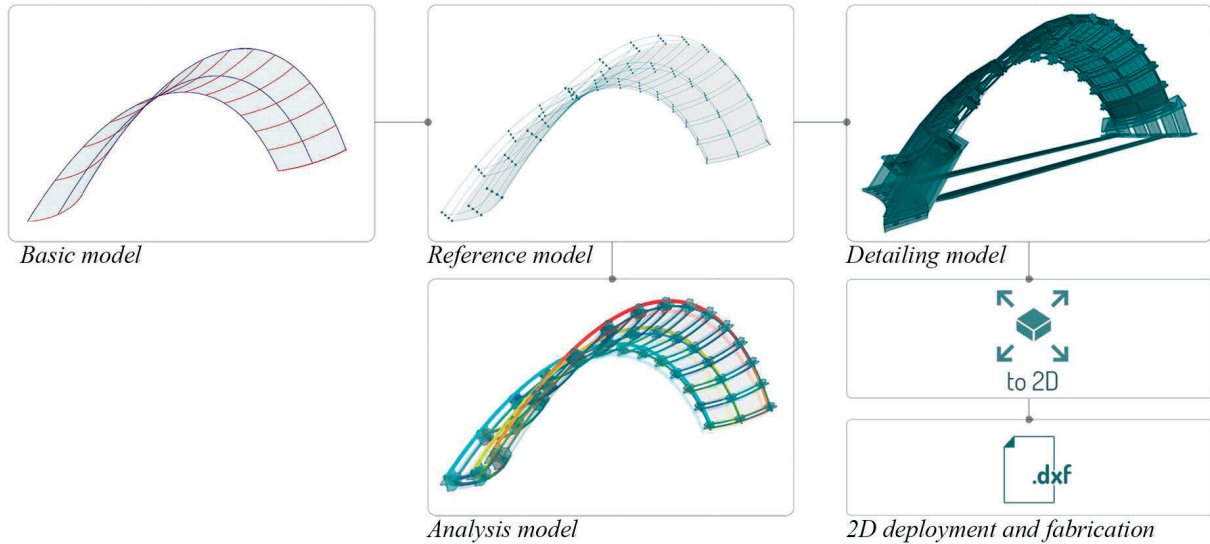 Basic model
Reference model
Detailing model
to 2D
.dxf
Analysis model
2D deployment and fabrication